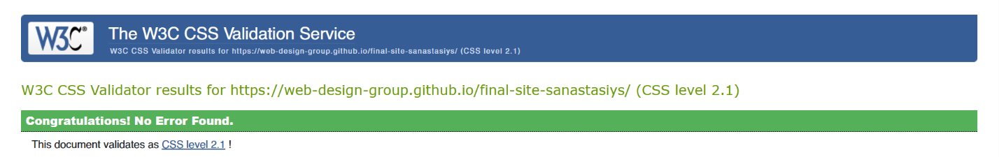 W3C®
The W3C CSS Validation Service
W3C CSS Validator results for https://web-design-group.github.io/final-site-sanastasiys/ (CSS level 2.1)
W3C CSS Validator results for https://web-design-group.github.io/final-site-sanastasiys/ (CSS level 2.1)
Congratulations! No Error Found.
This document validates as CSS level 2.1 !